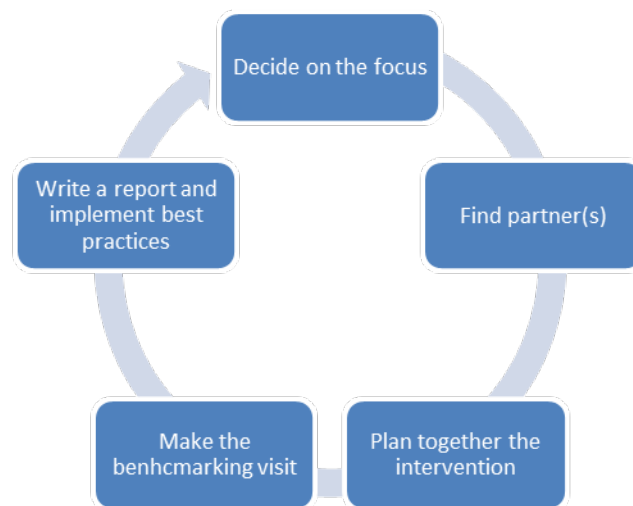 Decide on the focus
Find partner(s)
Plan together the
intervention
Make the
benhcmarking visit
Write a report and
implement best
practices